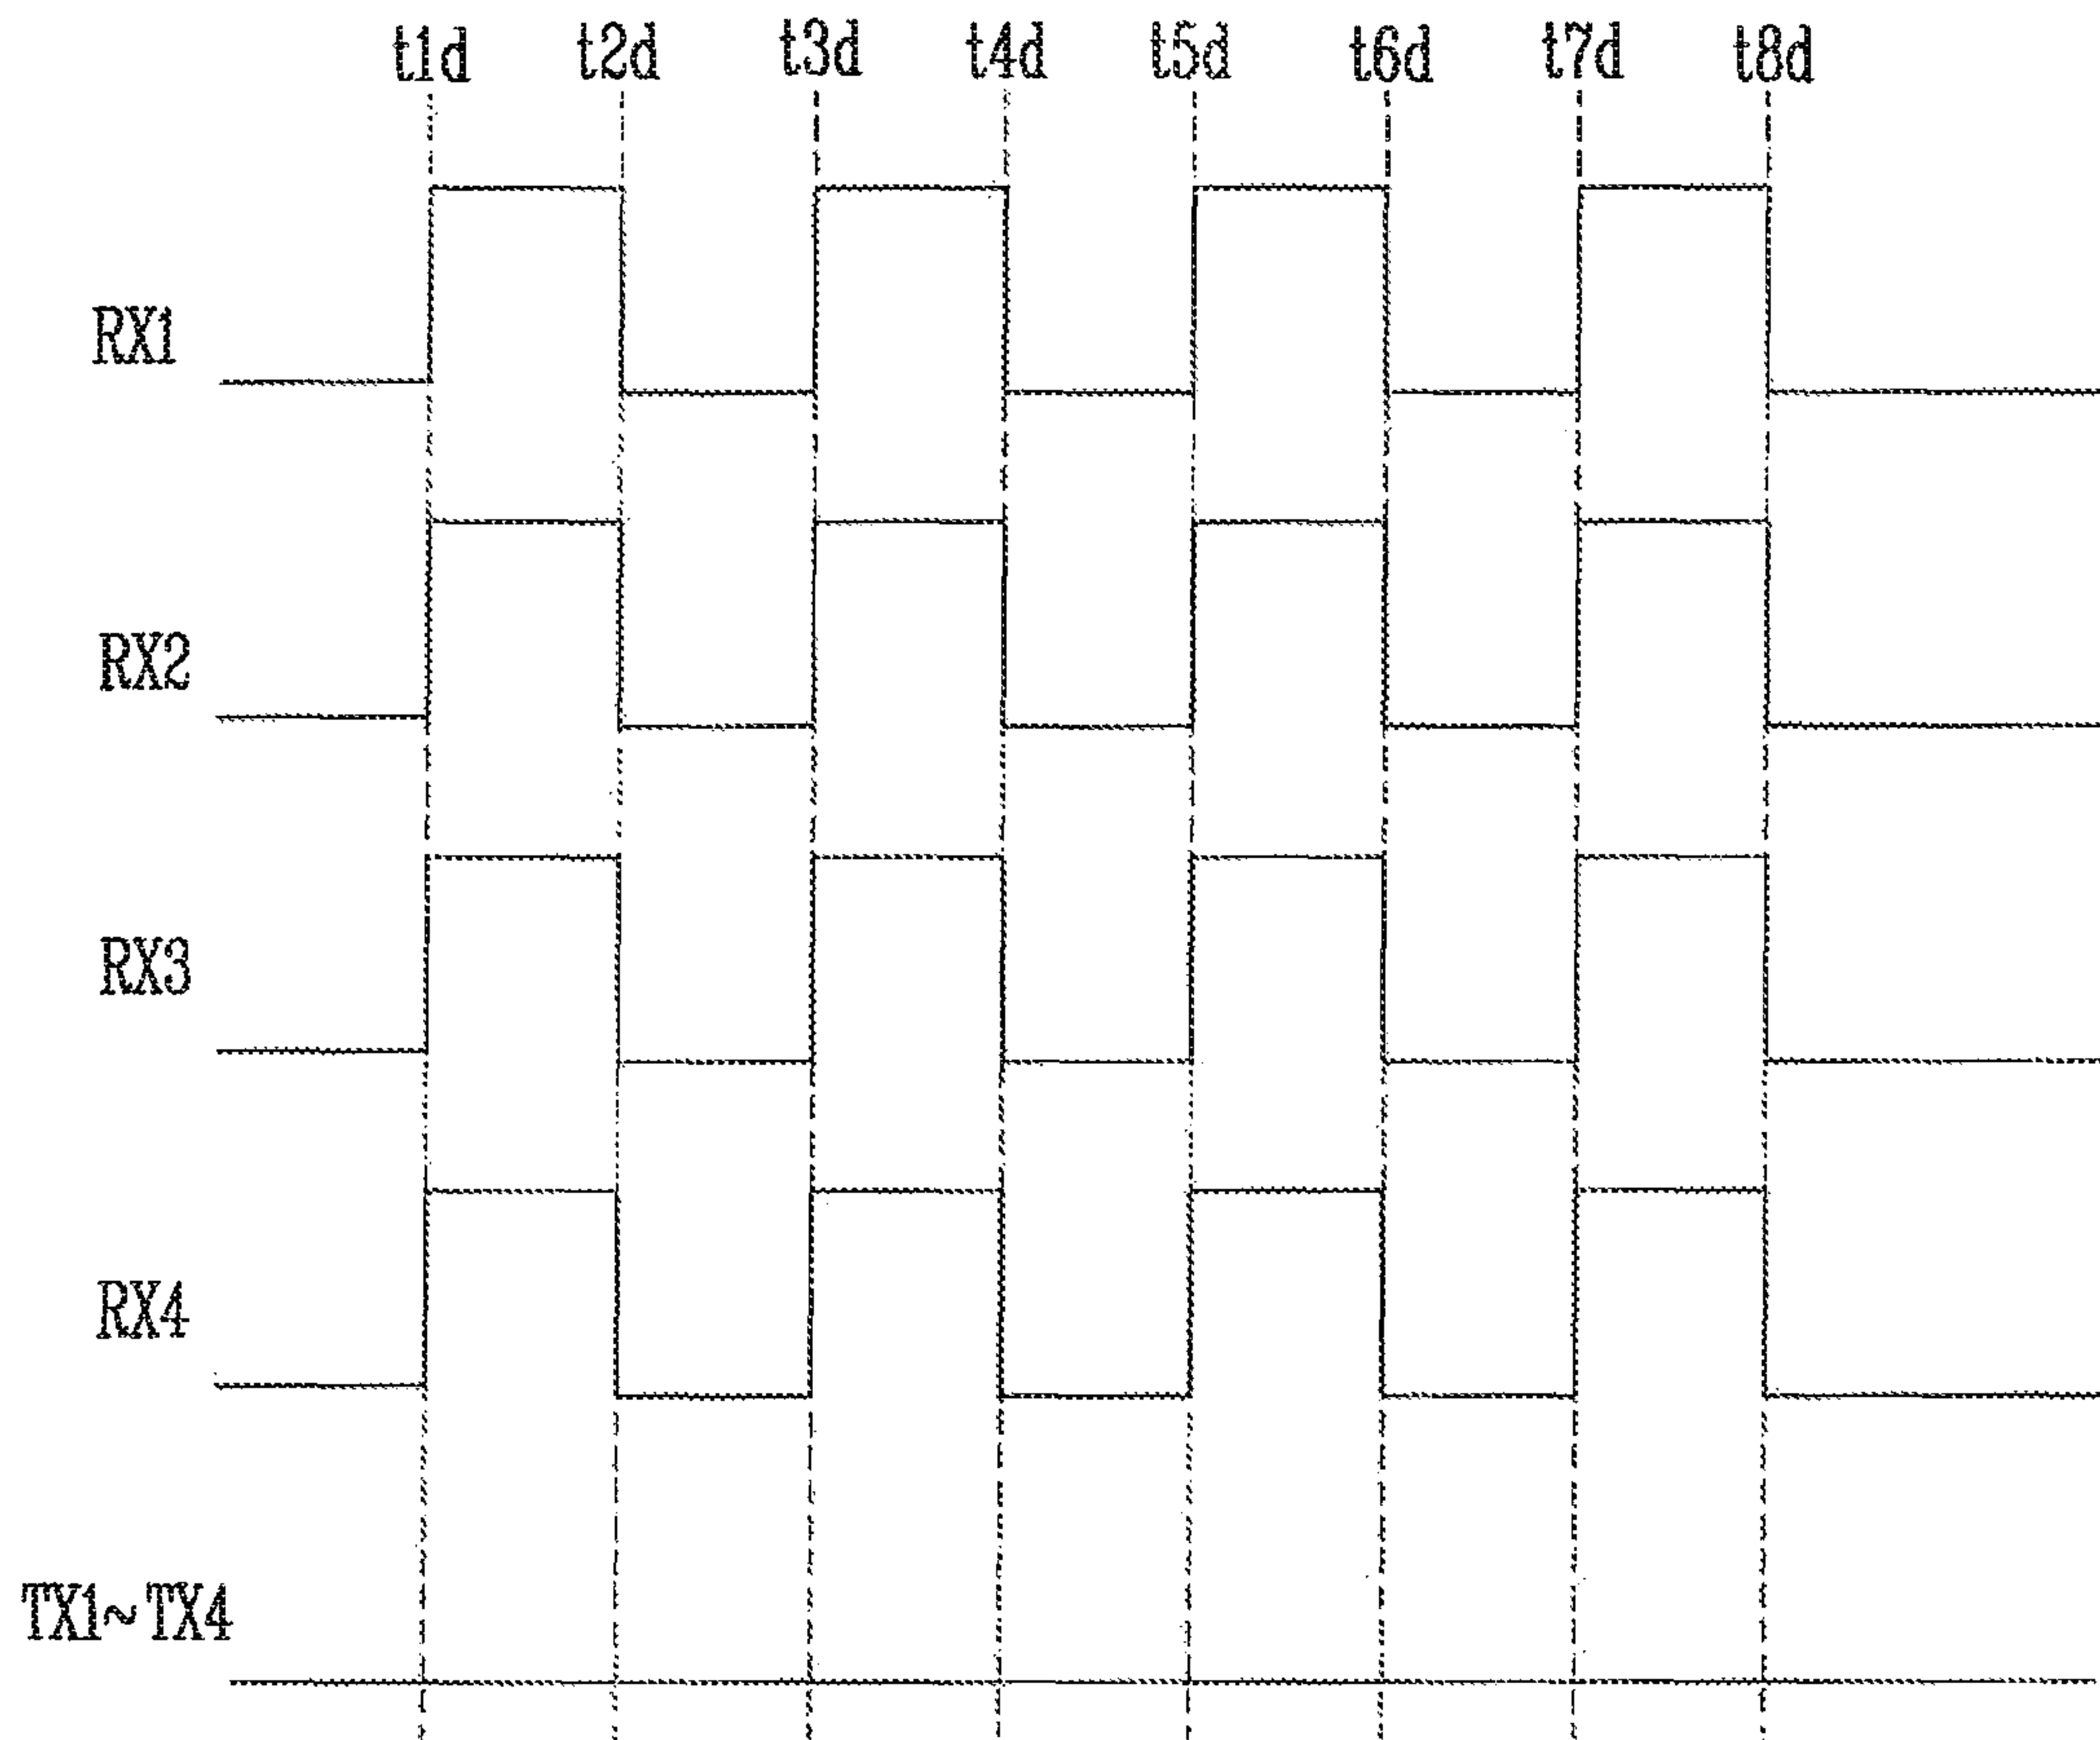 t1d t2d t3d t4d t5d t6d t7d t8d
RX1
RX2
RX3
RX4
TX1~TX4